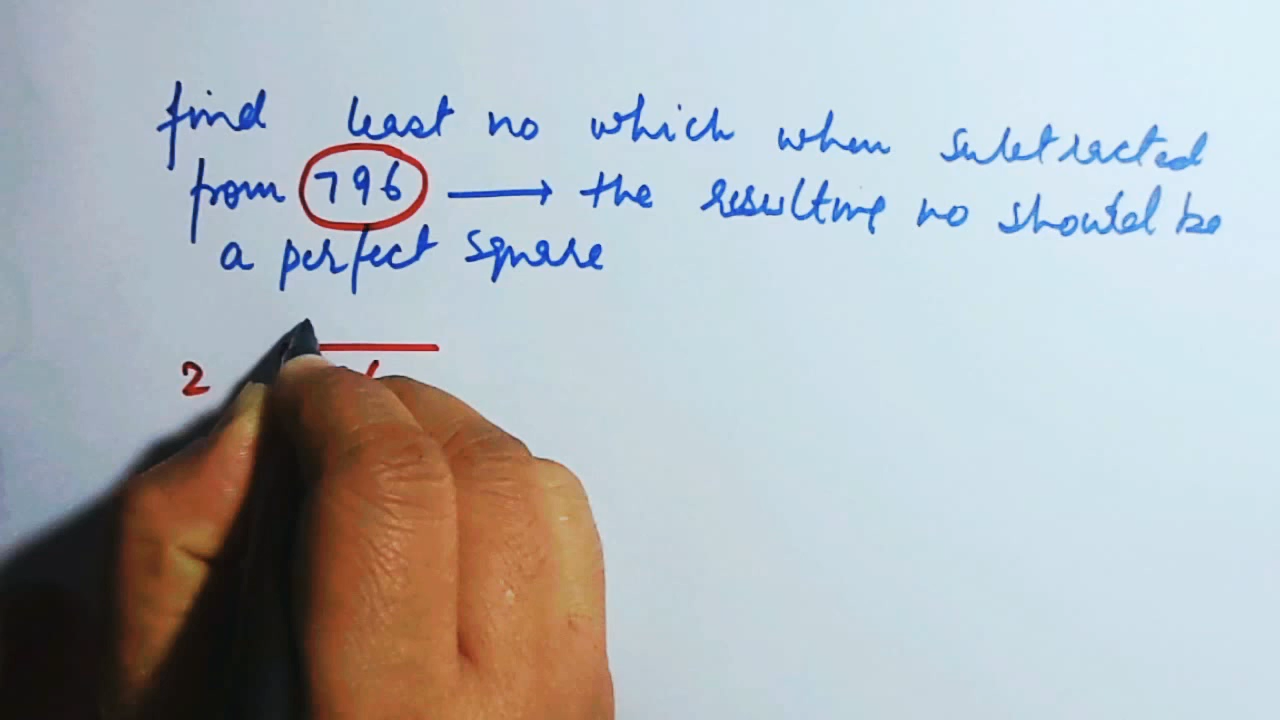 find least no which when subtracted
from 796 → the resulting no should be
a perfect square
2